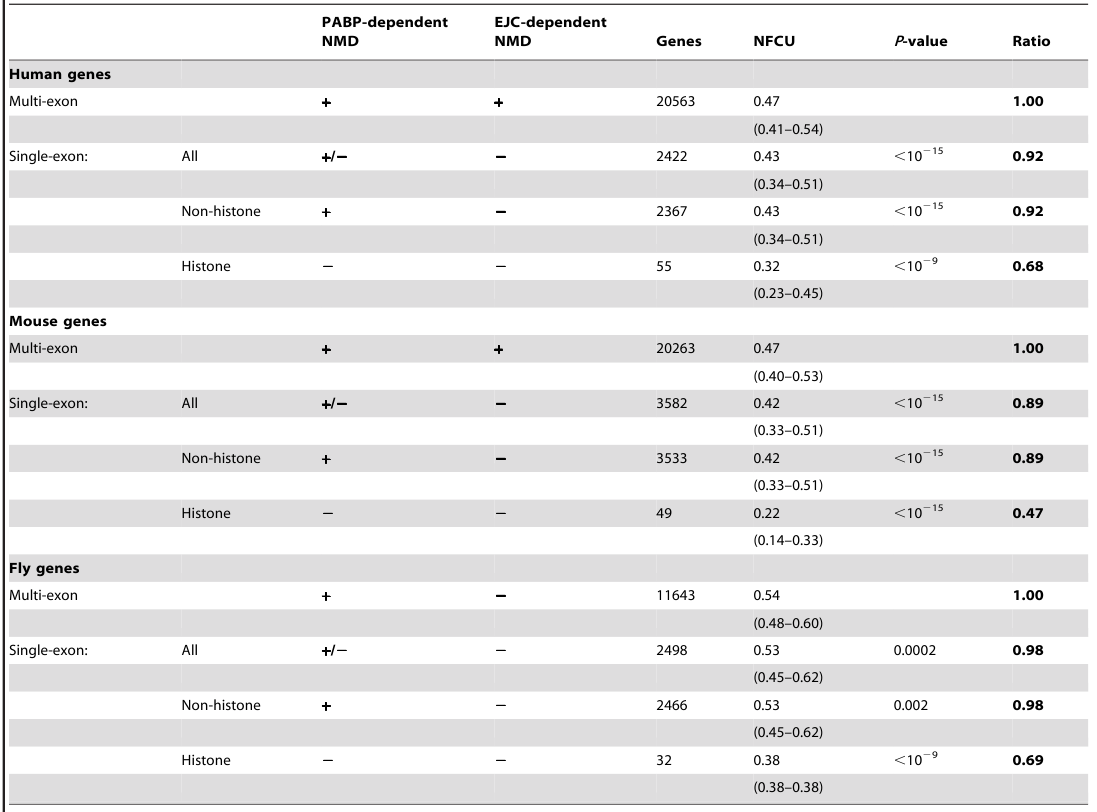 PABP-dependent EJC-dependent
NMD NMD Genes NFCU P-value Ratio
Human genes
Multi-exon + + 20563 0.47 1.00
(0.41–0.54)
Single-exon: All +/− − 2422 0.43 <10−15 0.92
(0.34–0.51)
Non-histone + − 2367 0.43 <10−15 0.92
(0.34–0.51)
Histone − − 55 0.32 <10−9 0.68
(0.23–0.45)
Mouse genes
Multi-exon + + 20263 0.47 1.00
(0.40–0.53)
Single-exon: All +/− − 3582 0.42 <10−15 0.89
(0.33–0.51)
Non-histone + − 3533 0.42 <10−15 0.89
(0.33–0.51)
Histone − − 49 0.22 <10−15 0.47
(0.14–0.33)
Fly genes
Multi-exon + − 11643 0.54 1.00
(0.48–0.60)
Single-exon: All +/− − 2498 0.53 0.0002 0.98
(0.45–0.62)
Non-histone + − 2466 0.53 0.002 0.98
(0.45–0.62)
Histone − − 32 0.38 <10−9 0.69
(0.38–0.38)